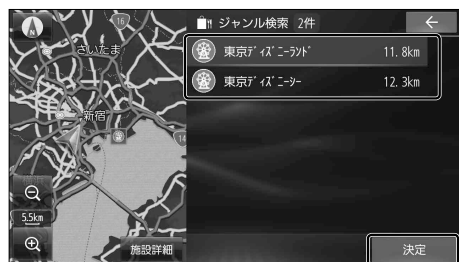 ジャンル検索 2件
東京ﾃﾞｨｽﾞﾆｰﾗﾝﾄﾞ 11.8km
東京ﾃﾞｨｽﾞﾆｰｼｰ 12.3km
16
さいたま
新宿
14
5.5km
施設詳細
決定